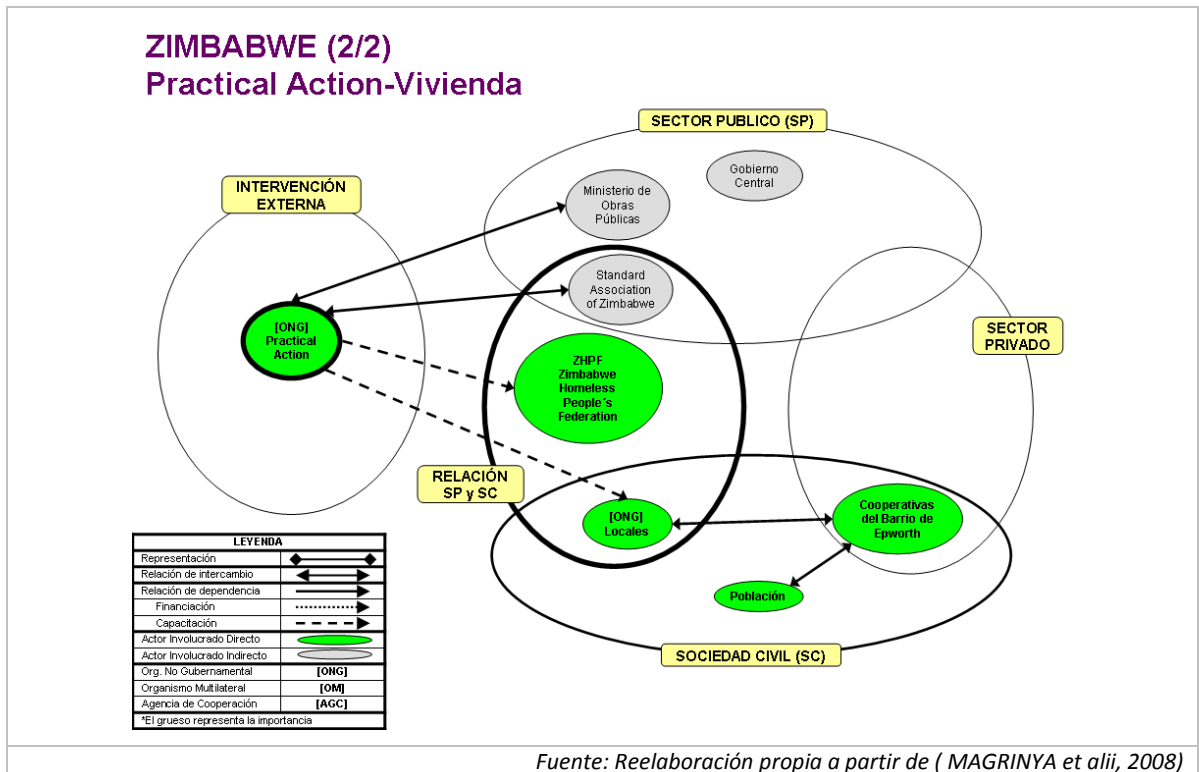 ZIMBABWE (2/2)
Practical Action-Vivienda
SECTOR PUBLICO (SP)
Gobierno
Central
Ministerio de
Obras
Públicas
INTERVENCIÓN
EXTERNA
Standard
Association
of Zimbabwe
[ONG]
Practical
Action
SECTOR
PRIVADO
ZHPF
Zimbabwe
Homeless
People´s
Federation
RELACIÓN
SP y SC
[ONG]
Locales
Cooperativas
del Barrio de
Epworth
Población
SOCIEDAD CIVIL (SC)
LEYENDA
Representación
Relación de intercambio
Relación de dependencia
Financiación
Capacitación
Actor Involucrado Directo
Actor Involucrado Indirecto
Org. No Gubernamental [ONG]
Organismo Multilateral [OM]
Agencia de Cooperación [AGC]
*El grueso representa la importancia
Fuente: Reelaboración propia a partir de ( MAGRINYA et alii, 2008)